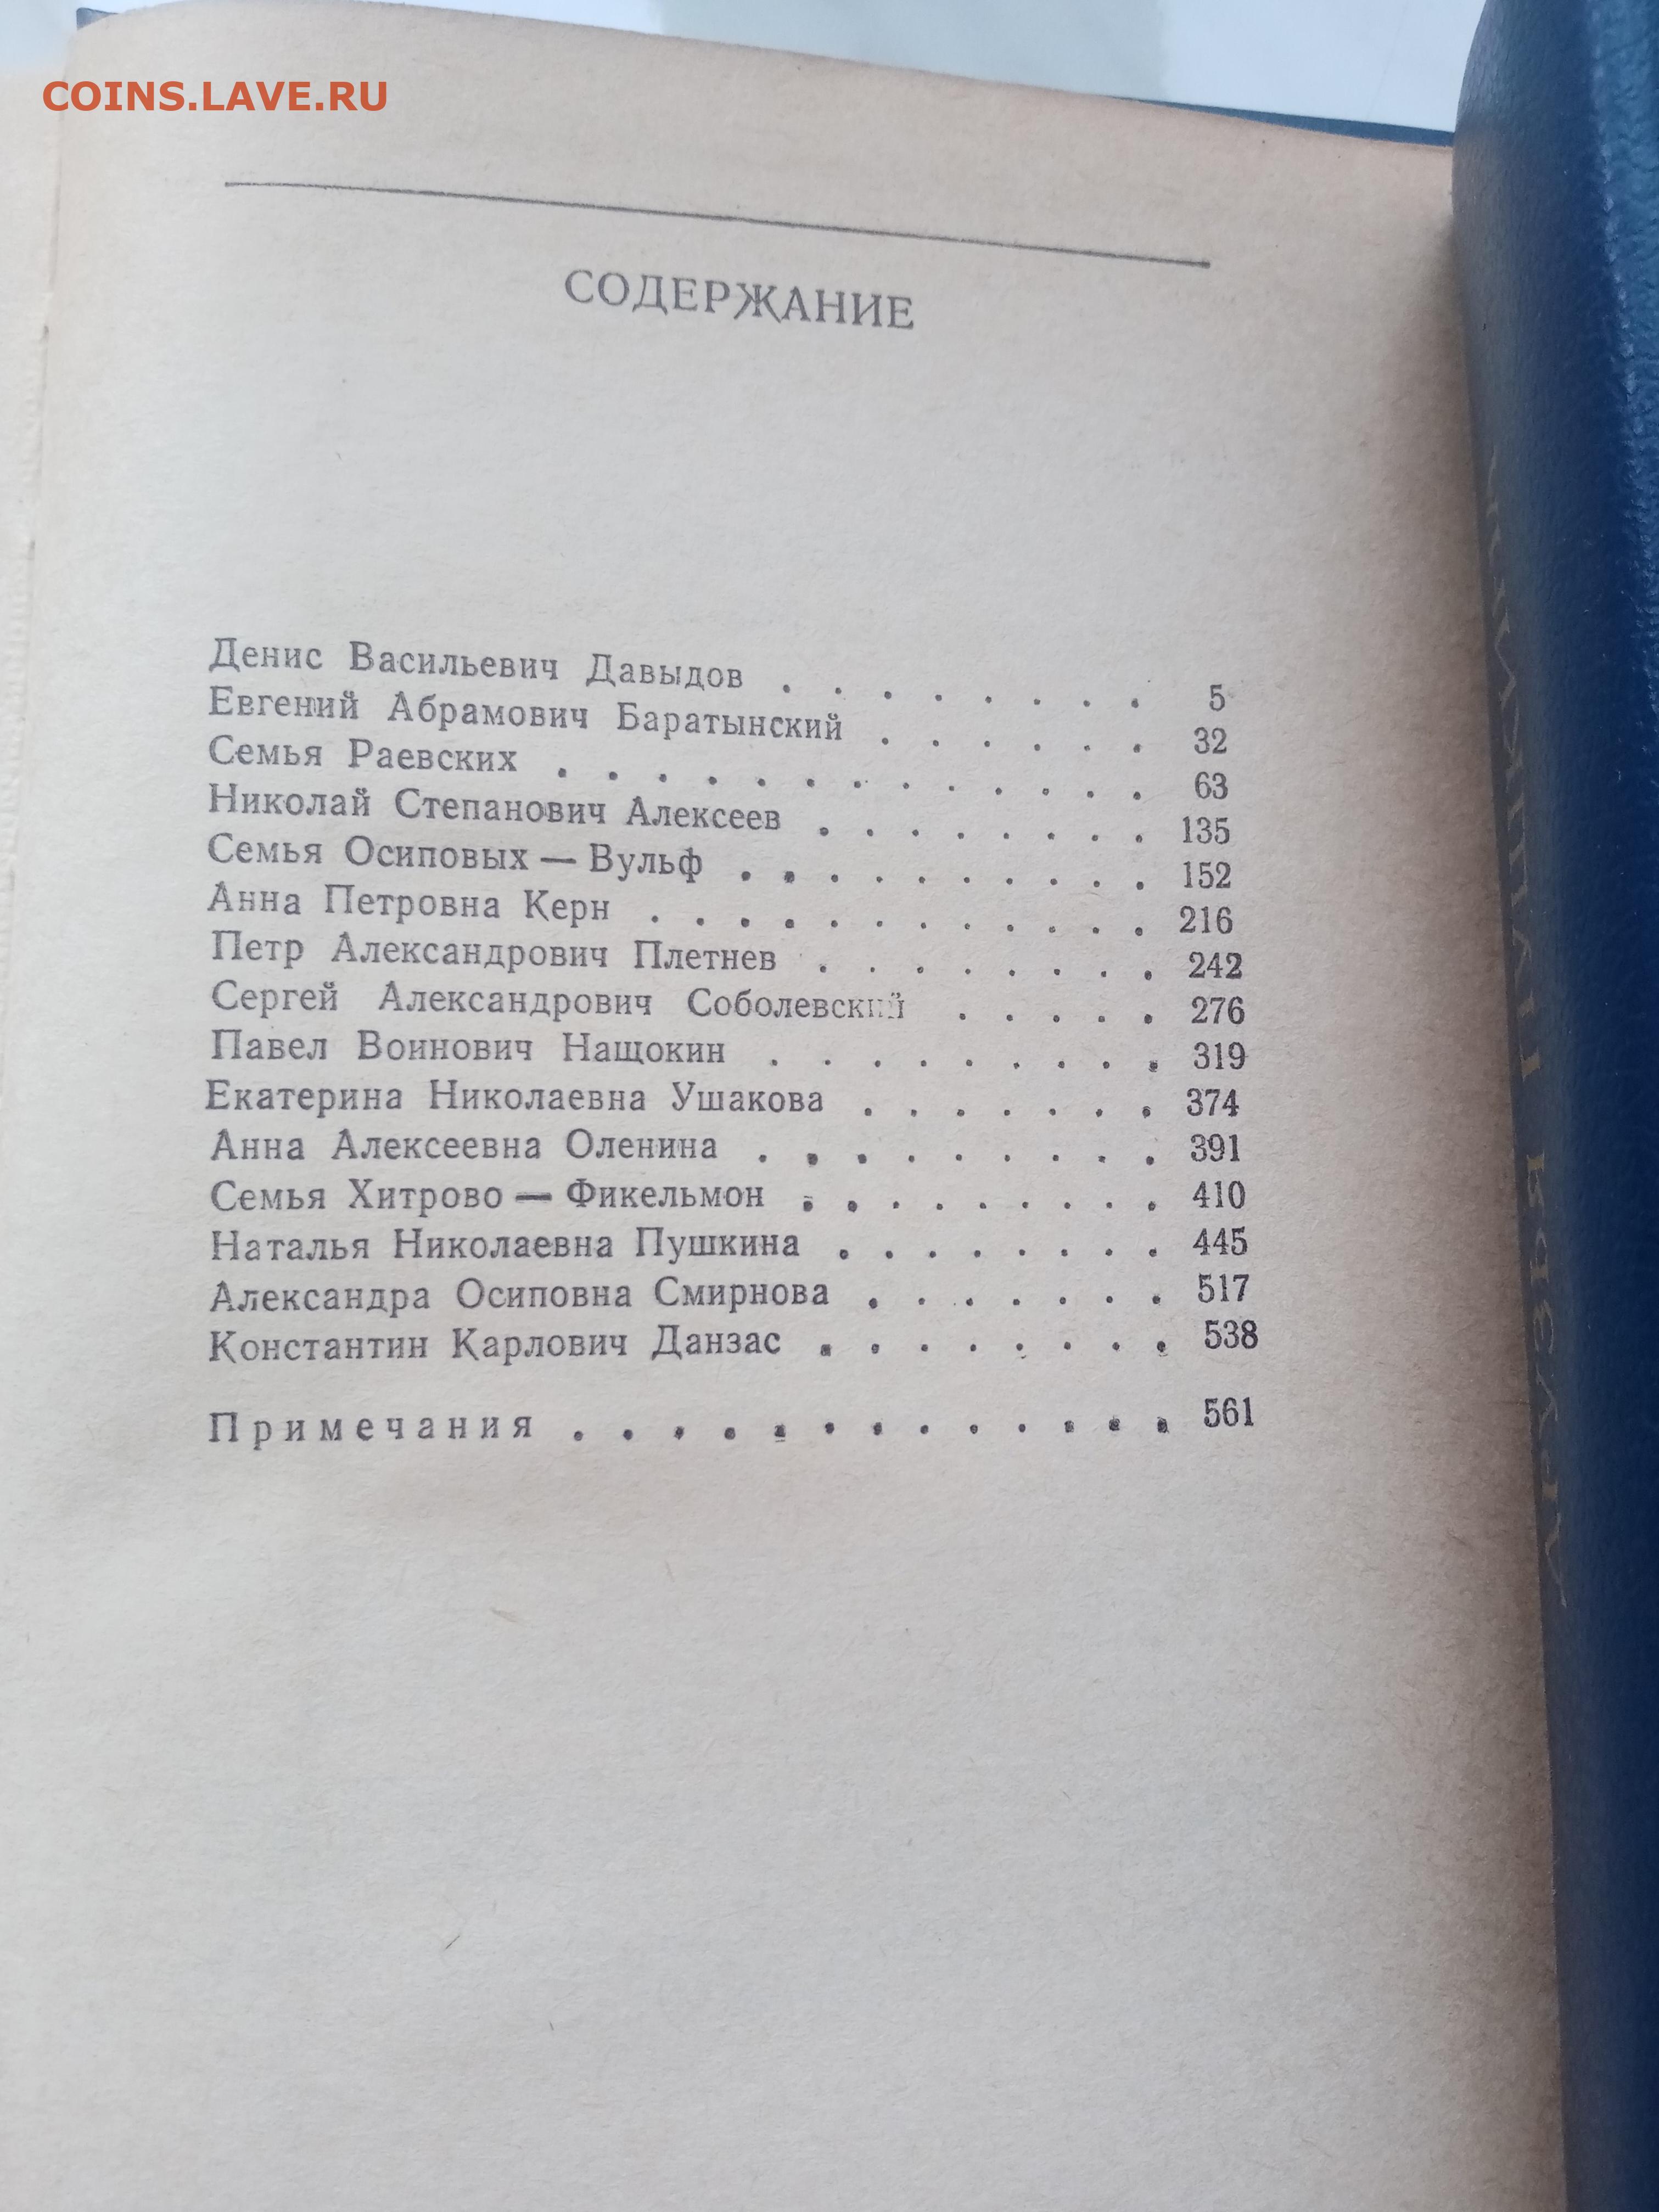 COINS.LAVE.RU
СОДЕРЖАНИЕ
Денис Васильевич Давыдов . . . . . . . . 5
Евгений Абрамович Баратынский . . . . . . 32
Семья Раевских . . . . . . . . . . . . 63
Николай Степанович Алексеев . . . . . . . . 135
Семья Осиповых — Вульф . . . . . . . . . . 152
Анна Петровна Керн . . . . . . . . . . . . 216
Петр Александрович Плетнев . . . . . . . . 242
Сергей Александрович Соболевский . . . . . 276
Павел Воинович Нащокин . . . . . . . . . 319
Екатерина Николаевна Ушакова . . . . . . . 374
Анна Алексеевна Оленина . . . . . . . . . 391
Семья Хитрово — Фикельмон . . . . . . . . . 410
Наталья Николаевна Пушкина . . . . . . . . 445
Александра Осиповна Смирнова . . . . . . . 517
Константин Карлович Данзас . . . . . . . . 538
Примечания . . . . . . . . . . . . . 561